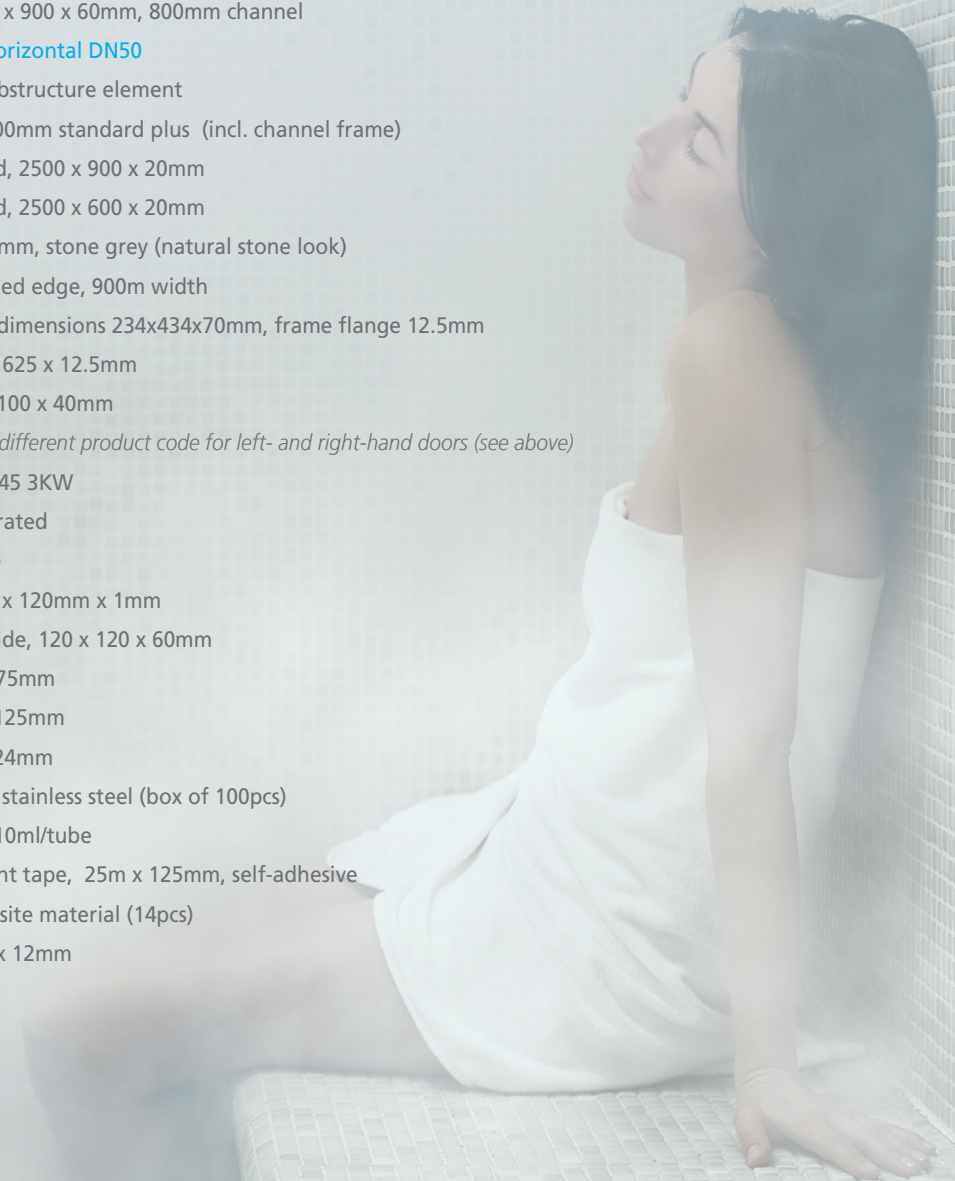 x 900 x 60mm, 800mm channel
orizontal DN50
bstructure element
00mm standard plus (incl. channel frame)
d, 2500 x 900 x 20mm
d, 2500 x 600 x 20mm
mm, stone grey (natural stone look)
ed edge, 900m width
dimensions 234x434x70mm, frame flange 12.5mm
625 x 12.5mm
100 x 40mm
different product code for left- and right-hand doors (see above)
45 3KW
rated
x 120mm x 1mm
ide, 120 x 120 x 60mm
75mm
125mm
24mm
stainless steel (box of 100pcs)
10ml/tube
nt tape, 25m x 125mm, self-adhesive
site material (14pcs)
x 12mm